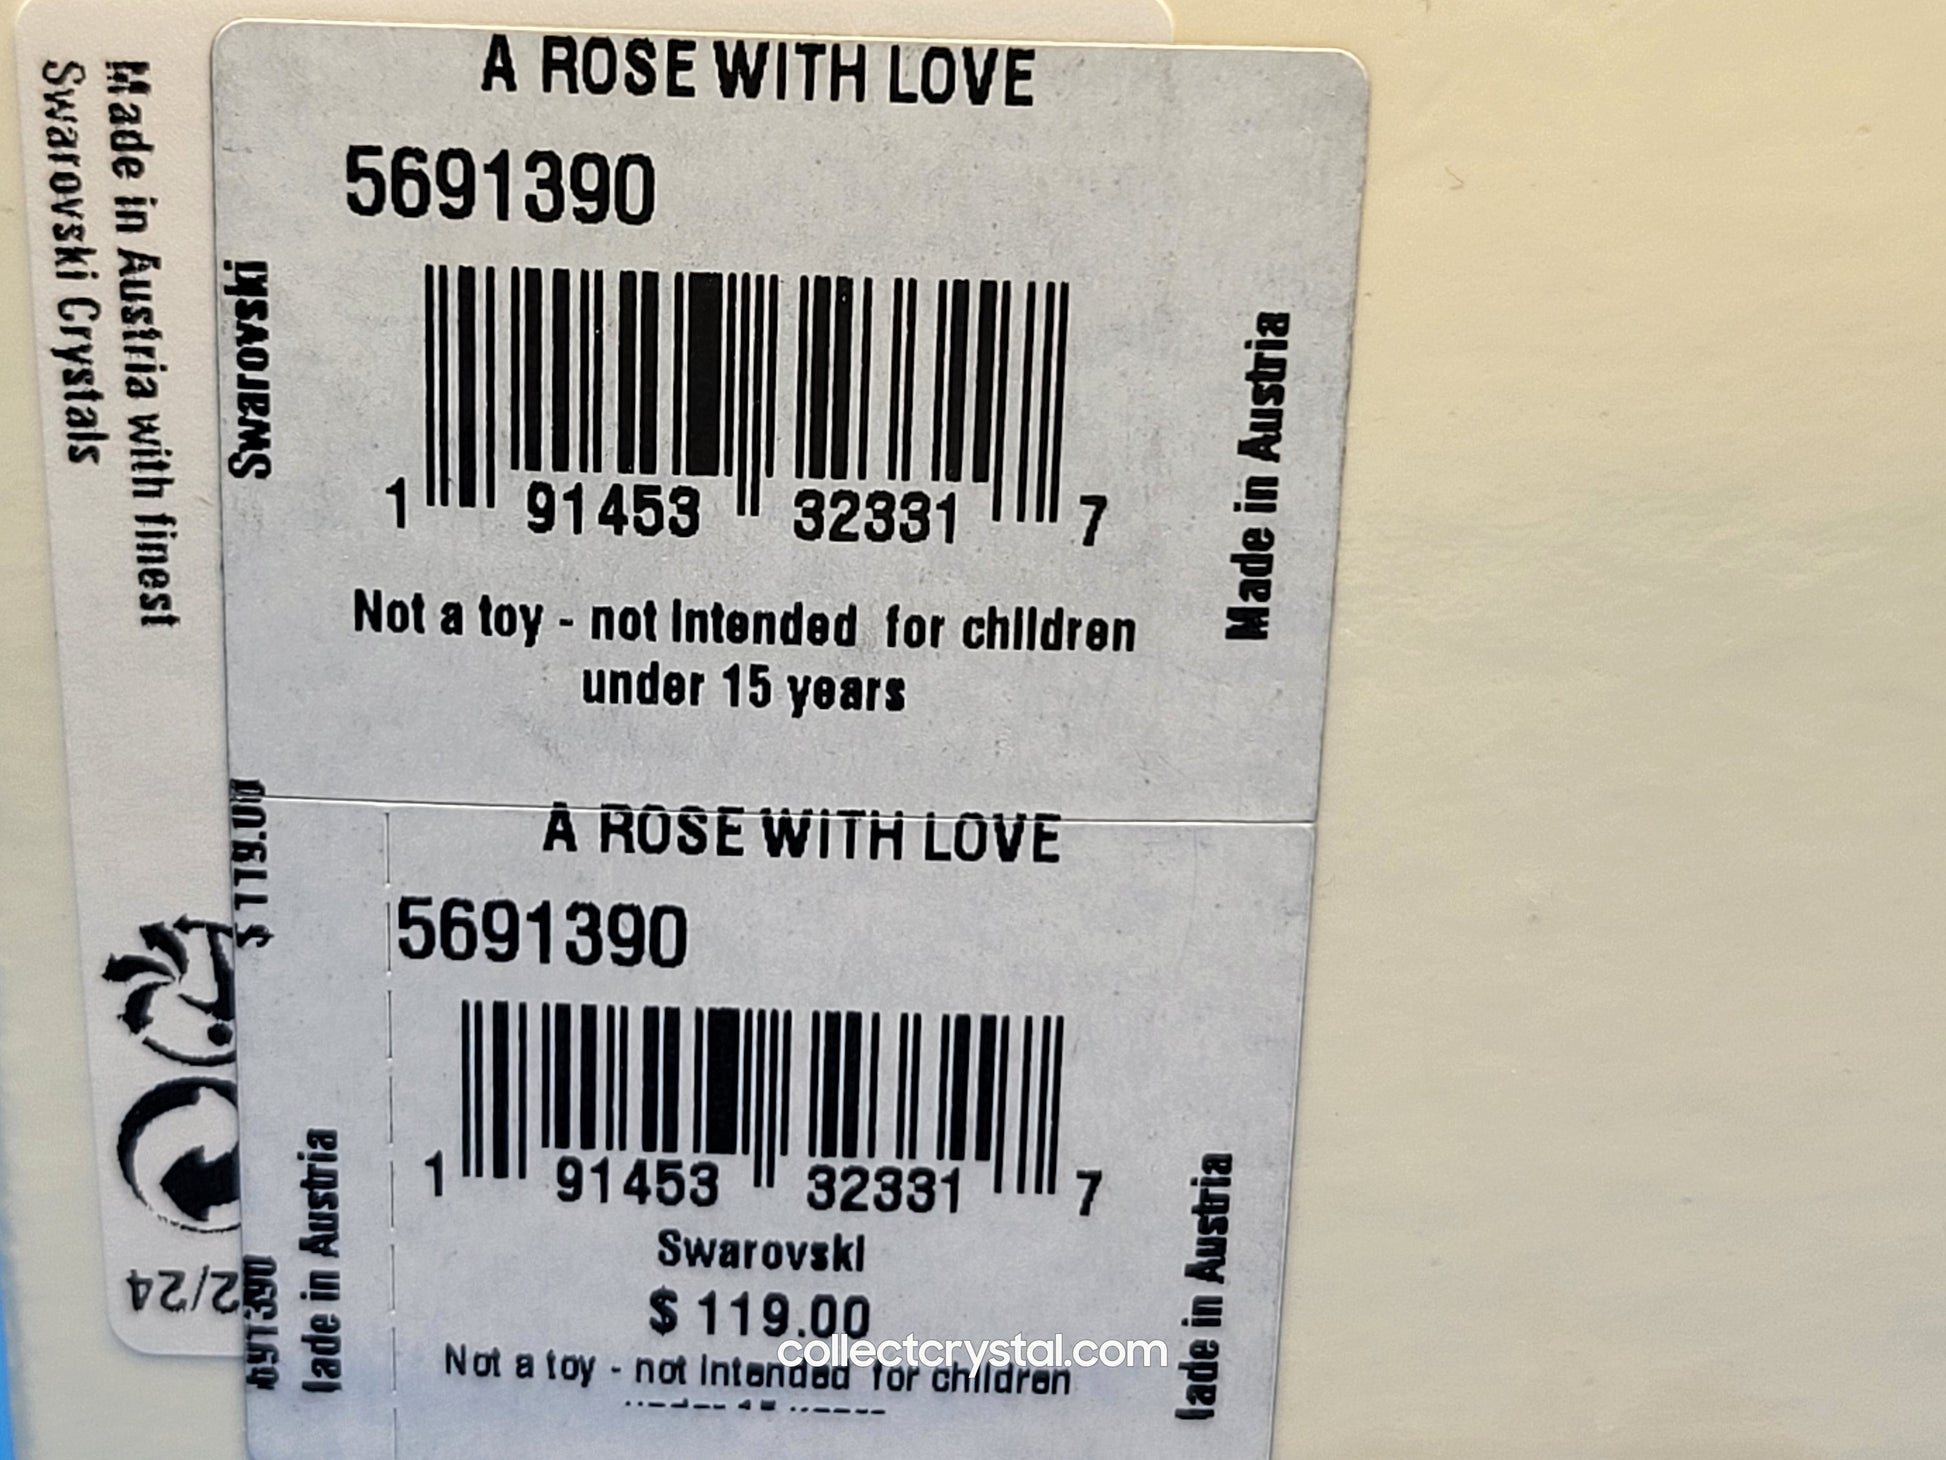 Made in Austria with finest
Swarovski Crystals
A ROSE WITH LOVE
5691390
Swarovski
1 91453 32331 7
Made in Austria
Not a toy - not intended for children
under 15 years
$ 119.00
A ROSE WITH LOVE
5691390
1 91453 32331 7
Swarovski
$ 119.00
Not a toy - not intended for children
ade in Austria
ade in Austria
2/24
collectcrystal.com